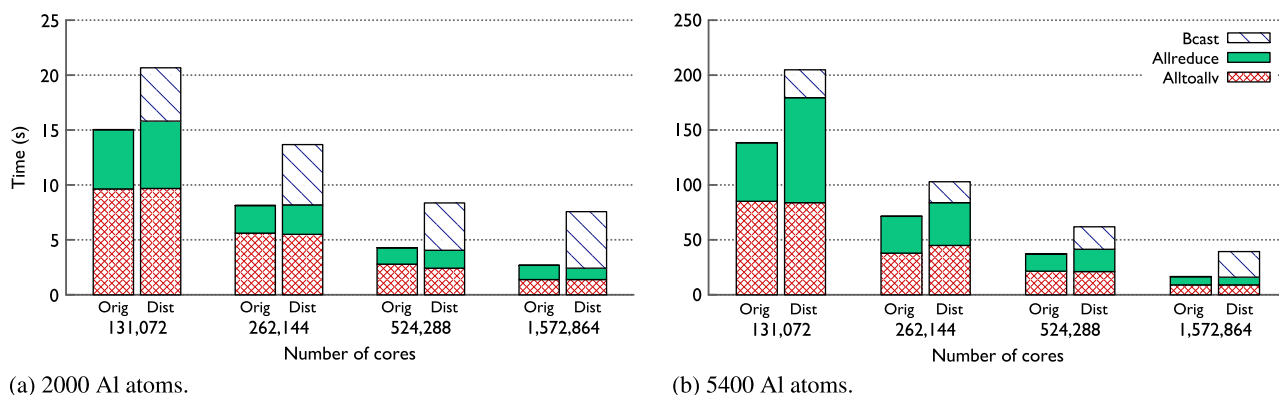 25
20
15
10
5
0
Time (s)
Orig Dist Orig Dist Orig Dist Orig Dist
131,072 262,144 524,288 1,572,864
Number of cores
(a) 2000 Al atoms.
250
200
150
100
50
0
Bcast
Allreduce
Alltoallv
Orig Dist Orig Dist Orig Dist Orig Dist
131,072 262,144 524,288 1,572,864
Number of cores
(b) 5400 Al atoms.